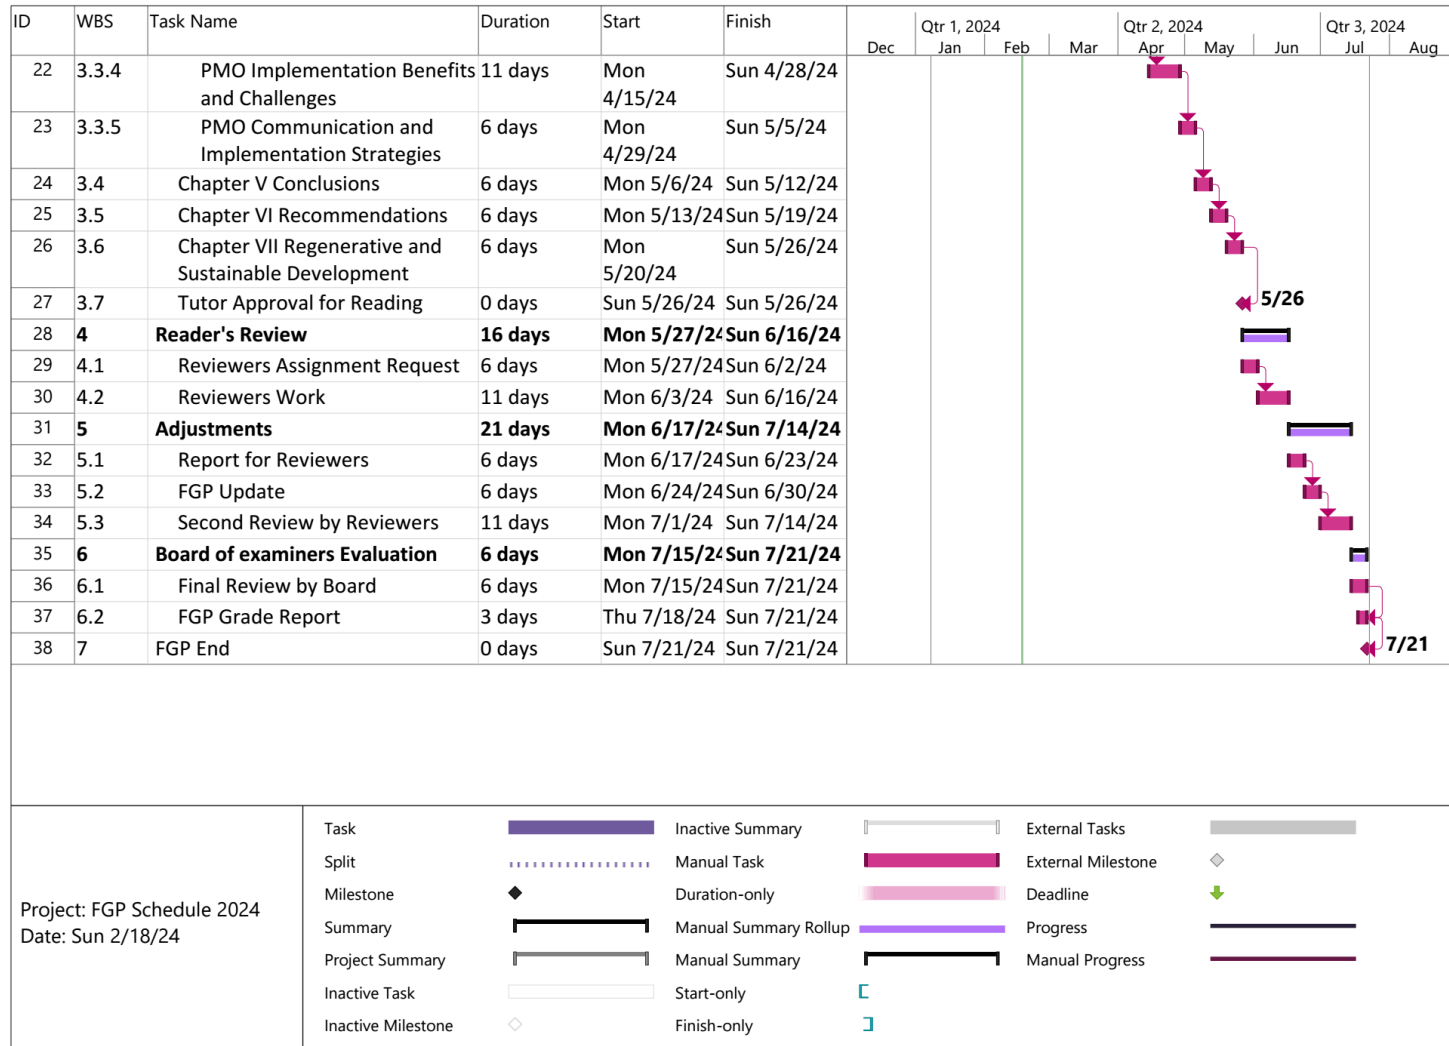 ID WBS Task Name Duration Start Finish
Qtr 1, 2024 Qtr 2, 2024 Qtr 3, 2024
Dec Jan Feb Mar Apr May Jun Jul Aug
22 3.3.4 PMO Implementation Benefits 11 days Mon Sun 4/28/24
and Challenges 4/15/24
23 3.3.5 PMO Communication and 6 days Mon Sun 5/5/24
Implementation Strategies 4/29/24
24 3.4 Chapter V Conclusions 6 days Mon 5/6/24 Sun 5/12/24
25 3.5 Chapter VI Recommendations 6 days Mon 5/13/24 Sun 5/19/24
26 3.6 Chapter VII Regenerative and 6 days Mon Sun 5/26/24
Sustainable Development 5/20/24
27 3.7 Tutor Approval for Reading 0 days Sun 5/26/24 Sun 5/26/24 5/26
28 4 Reader's Review 16 days Mon 5/27/24 Sun 6/16/24
29 4.1 Reviewers Assignment Request 6 days Mon 5/27/24 Sun 6/2/24
30 4.2 Reviewers Work 11 days Mon 6/3/24 Sun 6/16/24
31 5 Adjustments 21 days Mon 6/17/24 Sun 7/14/24
32 5.1 Report for Reviewers 6 days Mon 6/17/24 Sun 6/23/24
33 5.2 FGP Update 6 days Mon 6/24/24 Sun 6/30/24
34 5.3 Second Review by Reviewers 11 days Mon 7/1/24 Sun 7/14/24
35 6 Board of examiners Evaluation 6 days Mon 7/15/24 Sun 7/21/24
36 6.1 Final Review by Board 6 days Mon 7/15/24 Sun 7/21/24
37 6.2 FGP Grade Report 3 days Thu 7/18/24 Sun 7/21/24
38 7 FGP End 0 days Sun 7/21/24 Sun 7/21/24 7/21
Project: FGP Schedule 2024
Date: Sun 2/18/24
Task Inactive Summary External Tasks
Split Manual Task External Milestone
Milestone Duration-only Deadline
Summary Manual Summary Rollup Progress
Project Summary Manual Summary Manual Progress
Inactive Task Start-only
Inactive Milestone Finish-only